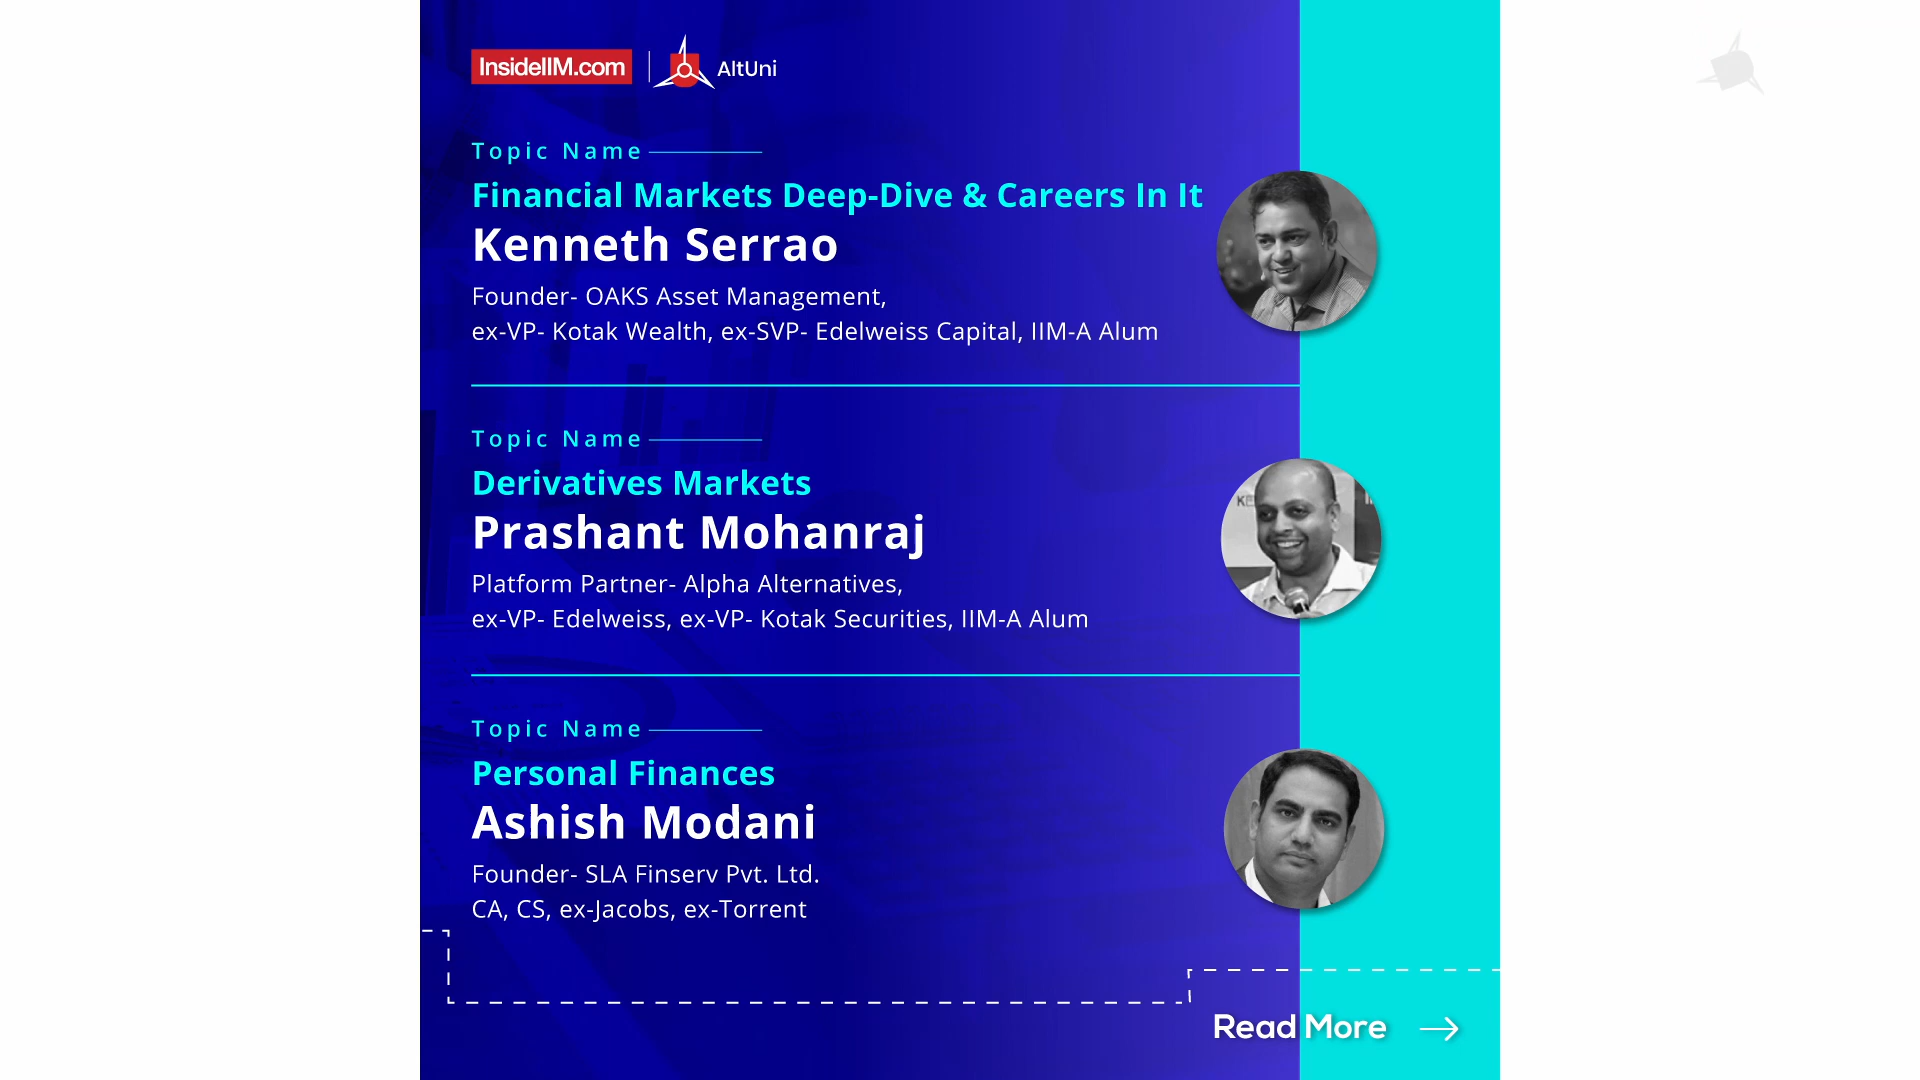 InsideIIM.com
AltUni
Topic Name
Financial Markets Deep-Dive & Careers In It
Kenneth Serrao
Founder- OAKS Asset Management,
ex-VP- Kotak Wealth, ex-SVP- Edelweiss Capital, IIM-A Alum
Topic Name
Derivatives Markets
Prashant Mohanraj
Platform Partner- Alpha Alternatives,
ex-VP- Edelweiss, ex-VP- Kotak Securities, IIM-A Alum
Topic Name
Personal Finances
Ashish Modani
Founder- SLA Finserv Pvt. Ltd.
CA, CS, ex-Jacobs, ex-Torrent
Read More